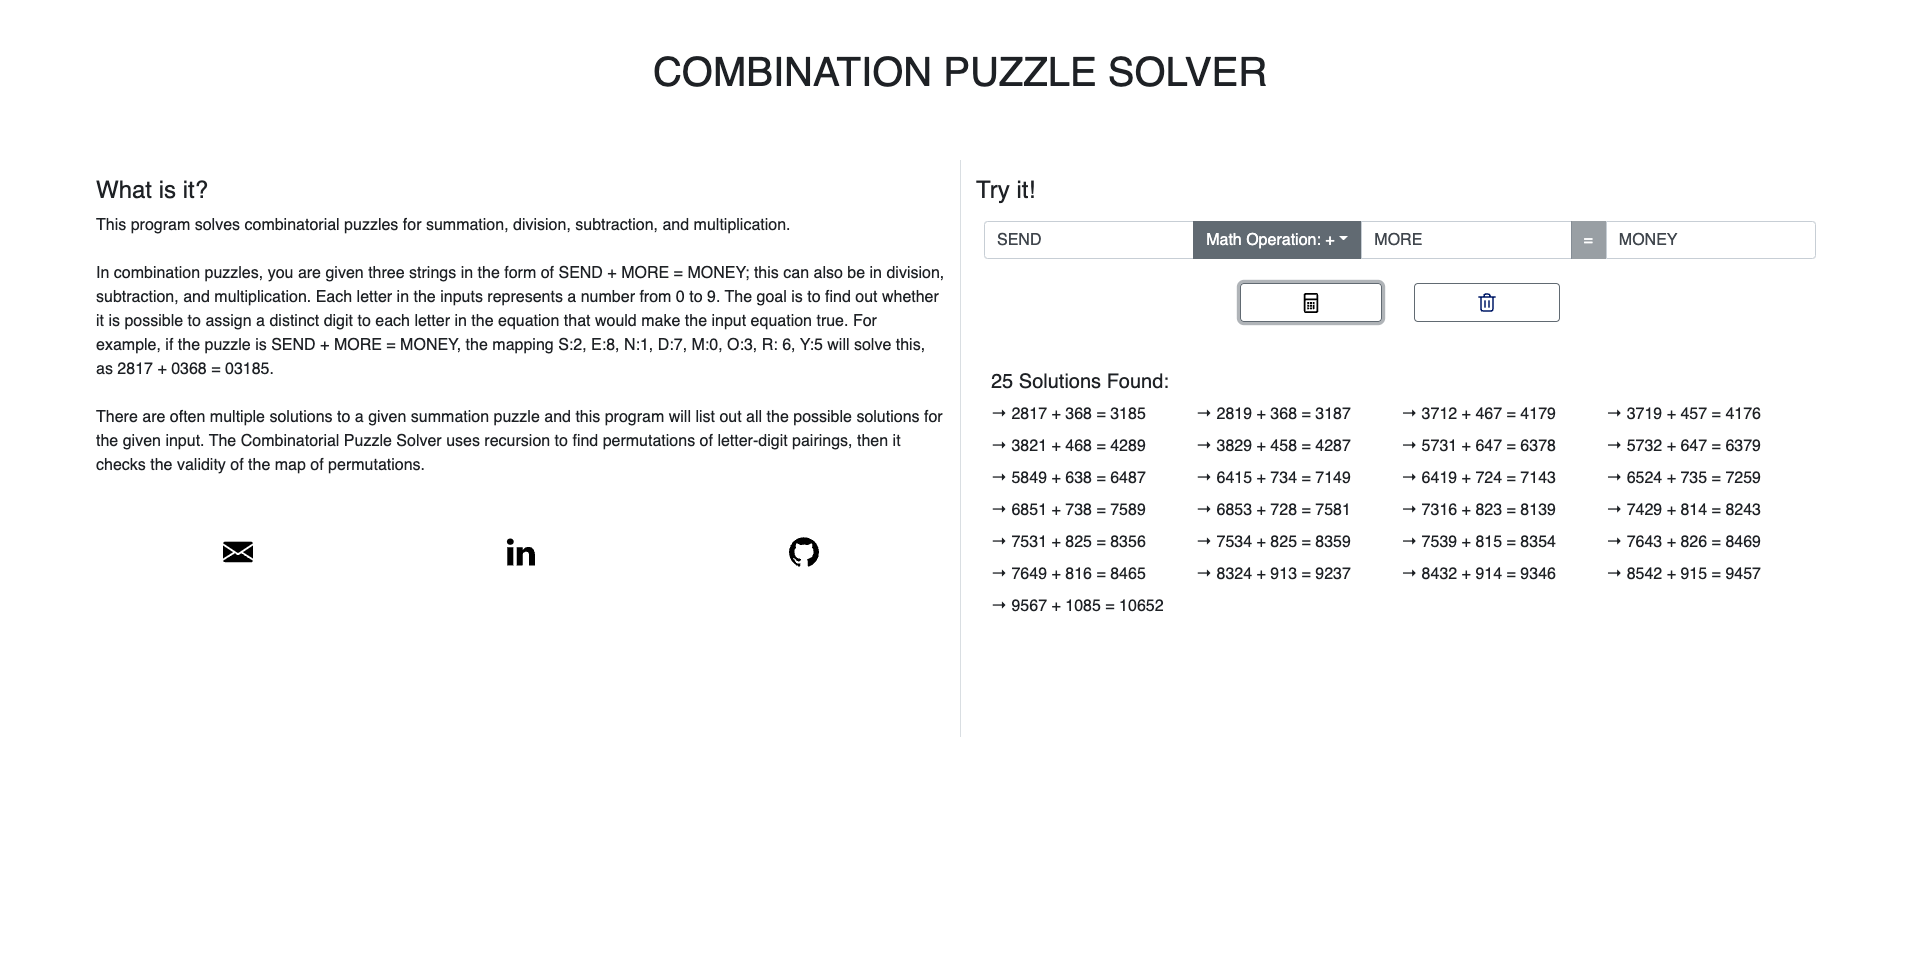 COMBINATION PUZZLE SOLVER
What is it?
This program solves combinatorial puzzles for summation, division, subtraction, and multiplication.
In combination puzzles, you are given three strings in the form of SEND + MORE = MONEY; this can also be in division,
subtraction, and multiplication. Each letter in the inputs represents a number from 0 to 9. The goal is to find out whether
it is possible to assign a distinct digit to each letter in the equation that would make the input equation true. For
example, if the puzzle is SEND + MORE = MONEY, the mapping S:2, E:8, N:1, D:7, M:0, O:3, R: 6, Y:5 will solve this,
as 2817 + 0368 = 03185.
There are often multiple solutions to a given summation puzzle and this program will list out all the possible solutions for
the given input. The Combinatorial Puzzle Solver uses recursion to find permutations of letter-digit pairings, then it
checks the validity of the map of permutations.
in
Try it!
SEND Math Operation: + MORE = MONEY
25 Solutions Found:
→ 2817 + 368 = 3185 → 2819 + 368 = 3187 → 3712 + 467 = 4179 → 3719 + 457 = 4176
→ 3821 + 468 = 4289 → 3829 + 458 = 4287 → 5731 + 647 = 6378 → 5732 + 647 = 6379
→ 5849 + 638 = 6487 → 6415 + 734 = 7149 → 6419 + 724 = 7143 → 6524 + 735 = 7259
→ 6851 + 738 = 7589 → 6853 + 728 = 7581 → 7316 + 823 = 8139 → 7429 + 814 = 8243
→ 7531 + 825 = 8356 → 7534 + 825 = 8359 → 7539 + 815 = 8354 → 7643 + 826 = 8469
→ 7649 + 816 = 8465 → 8324 + 913 = 9237 → 8432 + 914 = 9346 → 8542 + 915 = 9457
→ 9567 + 1085 = 10652